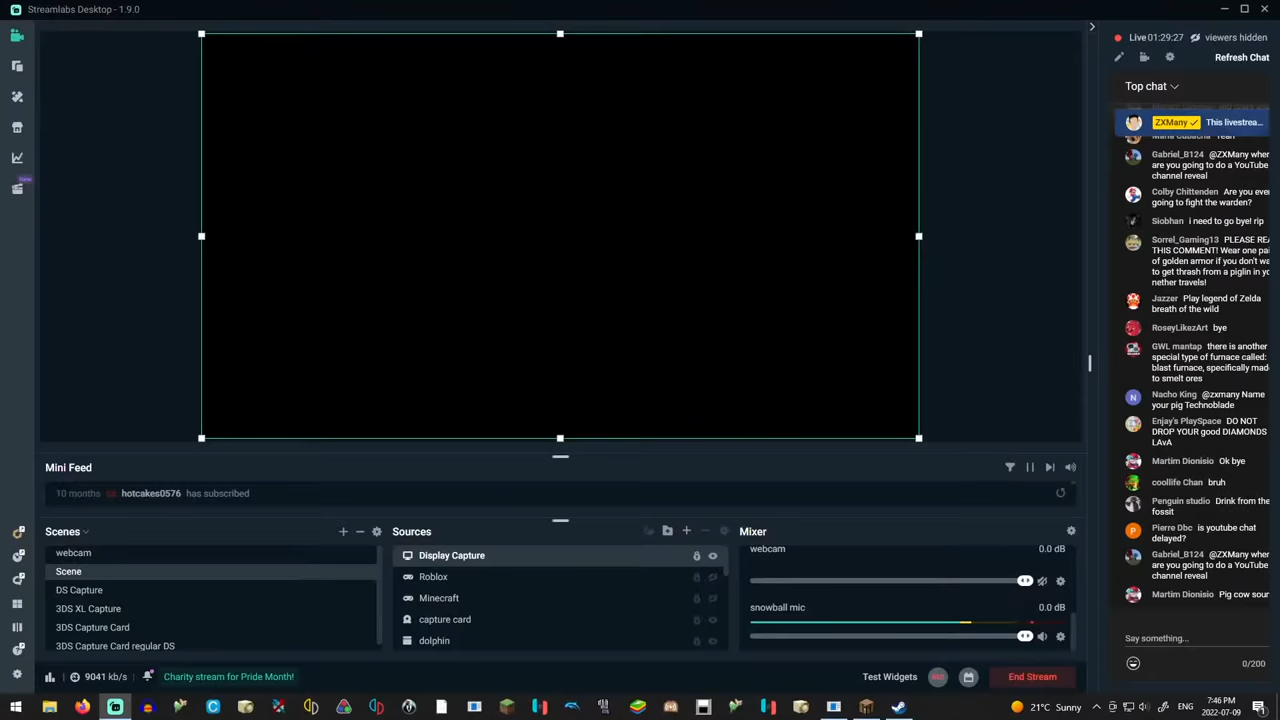 Streamlabs Desktop - 1.9.0
Live 01:29:27 viewers hidden
Refresh Chat
Top chat
ZXMany This livestrea...
Gabriel_B124 @ZXMany when
are you going to do a YouTube
channel reveal
Colby Chittenden Are you ever
going to fight the warden?
Siobhan i need to go bye! rip
Sorrel_Gaming13 PLEASE REA
THIS COMMENT! Wear one pai
of golden armor if you don't wa
to get thrash from a piglin in yo
nether travels!
Jazzer Play legend of Zelda
breath of the wild
RoseyLikezArt bye
GWL mantap there is another
special type of furnace called:
blast furnace, specifically made
to smelt ores
Nacho King @zxmany Name
your pig Technoblade
Enjay's PlaySpace DO NOT
DROP YOUR good DIAMONDS
LAvA
Martim Dionisio Ok bye
coollife Chan bruh
Penguin studio Drink from the
fossit
Pierre Dbc is youtube chat
delayed?
Gabriel_B124 @ZXMany when
are you going to do a YouTube
channel reveal
Martim Dionisio Pig cow soun
Say something...
0/200
New
Mini Feed
10 months hotcakes0576 has subscribed
Scenes
webcam
Scene
DS Capture
3DS XL Capture
3DS Capture Card
3DS Capture Card regular DS
Sources
Display Capture
Roblox
Minecraft
capture card
dolphin
Mixer
webcam 0.0 dB
snowball mic 0.0 dB
9041 kb/s Charity stream for Pride Month!
Test Widgets REC End Stream
21°C Sunny
7:46 PM
2022-07-09